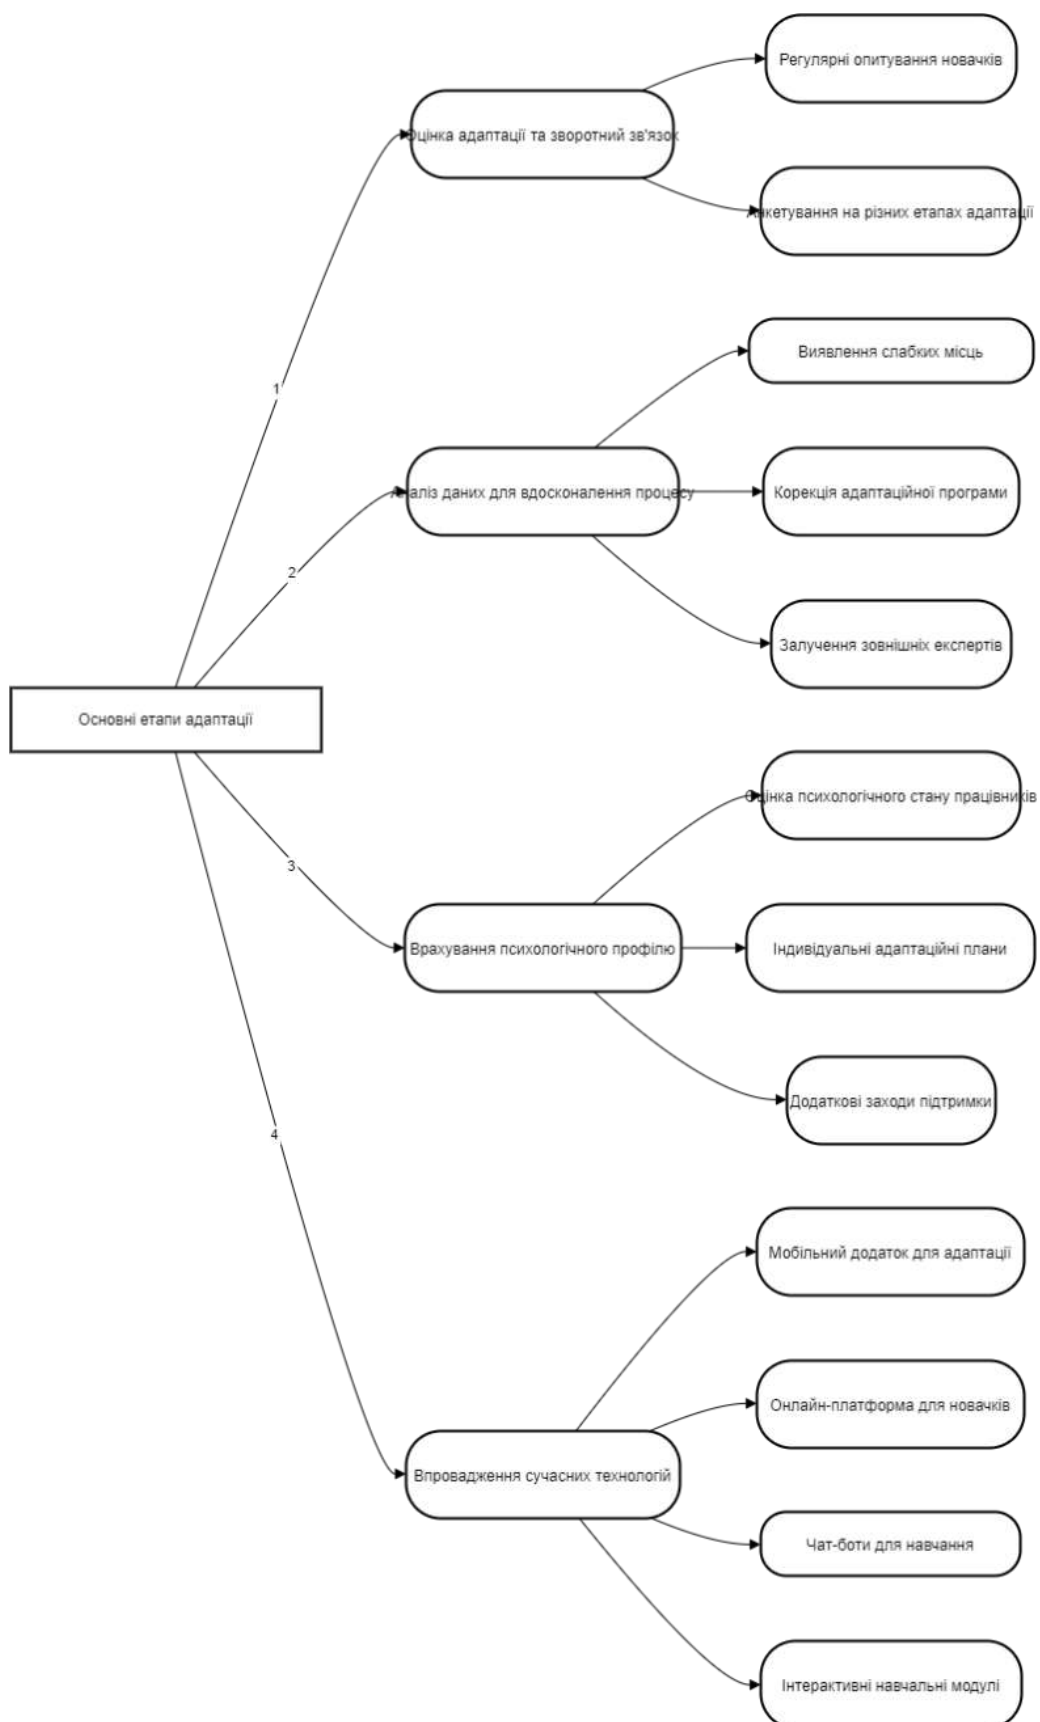 Основні етапи адаптації
1
Оцінка адаптації та зворотний зв'язок
Регулярні опитування новачків
Анкетування на різних етапах адаптації
2
Аналіз даних для вдосконалення процесу
Виявлення слабких місць
Корекція адаптаційної програми
Залучення зовнішніх експертів
3
Врахування психологічного профілю
Оцінка психологічного стану працівників
Індивідуальні адаптаційні плани
Додаткові заходи підтримки
4
Впровадження сучасних технологій
Мобільний додаток для адаптації
Онлайн-платформа для новачків
Чат-боти для навчання
Інтерактивні навчальні модулі